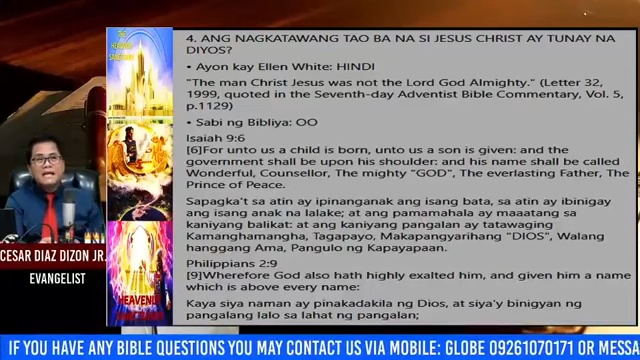 THE
HEAVENLY
SANCTUARY
4. ANG NAGKATAWANG TAO BA NA SI JESUS CHRIST AY TUNAY NA
DIYOS?
• Ayon kay Ellen White: HINDI
"The man Christ Jesus was not the Lord God Almighty." (Letter 32,
1999, quoted in the Seventh-day Adventist Bible Commentary, Vol. 5,
p.1129)
• Sabi ng Bibliya: OO
Isaiah 9:6
[6]For unto us a child is born, unto us a son is given: and the
government shall be upon his shoulder: and his name shall be called
Wonderful, Counsellor, The mighty "GOD", The everlasting Father, The
Prince of Peace.
Sapagka't sa atin ay ipinanganak ang isang bata, sa atin ay ibinigay
ang isang anak na lalake; at ang pamamahala ay maaatang sa
kaniyang balikat: at ang kaniyang pangalan ay tatawaging
Kamanghamangha, Tagapayo, Makapangyarihang "DIOS", Walang
hanggang Ama, Pangulo ng Kapayapaan.
Philippians 2:9
[9]Wherefore God also hath highly exalted him, and given him a name
which is above every name:
Kaya siya naman ay pinakadakila ng Dios, at siya'y binigyan ng
pangalang lalo sa lahat ng pangalan;
CESAR DIAZ DIZON JR.
EVANGELIST
HEAVENLY
IF YOU HAVE ANY BIBLE QUESTIONS YOU MAY CONTACT US VIA MOBILE: GLOBE 09261070171 OR MESSA